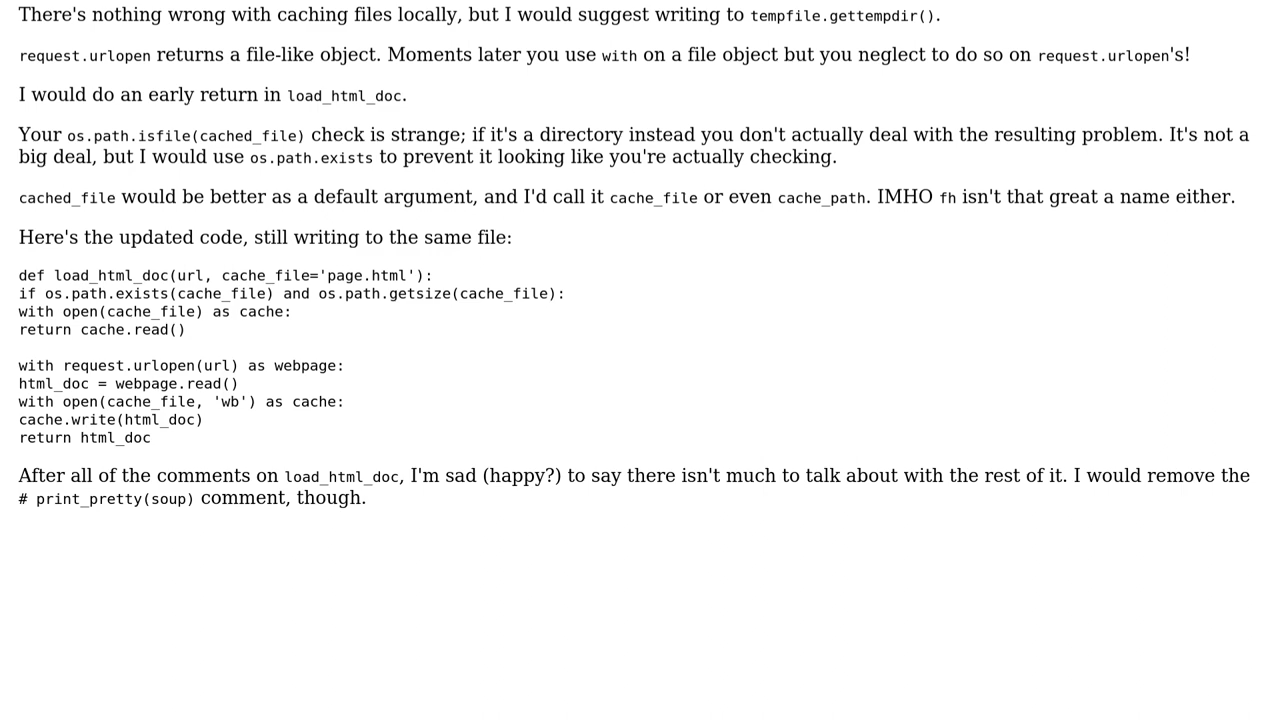 There's nothing wrong with caching files locally, but I would suggest writing to tempfile.gettempdir().
request.urlopen returns a file-like object. Moments later you use with on a file object but you neglect to do so on request.urlopen's!
I would do an early return in load_html_doc.
Your os.path.isfile(cached_file) check is strange; if it's a directory instead you don't actually deal with the resulting problem. It's not a
big deal, but I would use os.path.exists to prevent it looking like you're actually checking.
cached_file would be better as a default argument, and I'd call it cache_file or even cache_path. IMHO fh isn't that great a name either.
Here's the updated code, still writing to the same file:
def load_html_doc(url, cache_file='page.html'):
if os.path.exists(cache_file) and os.path.getsize(cache_file):
with open(cache_file) as cache:
return cache.read()
with request.urlopen(url) as webpage:
html_doc = webpage.read()
with open(cache_file, 'wb') as cache:
cache.write(html_doc)
return html_doc
After all of the comments on load_html_doc, I'm sad (happy?) to say there isn't much to talk about with the rest of it. I would remove the
# print_pretty(soup) comment, though.